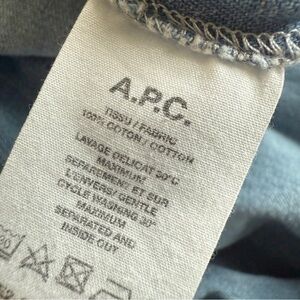 A.P.C.
TISSU / FABRIC
100% COTON / COTTON
LAVAGE DELICAT 30°C
MAXIMUM
SEPAREMENT ET SUR
L'ENVERS/ GENTLE
CYCLE WASHING 30°
MAXIMUM
SEPARATED AND
INSIDE OUT